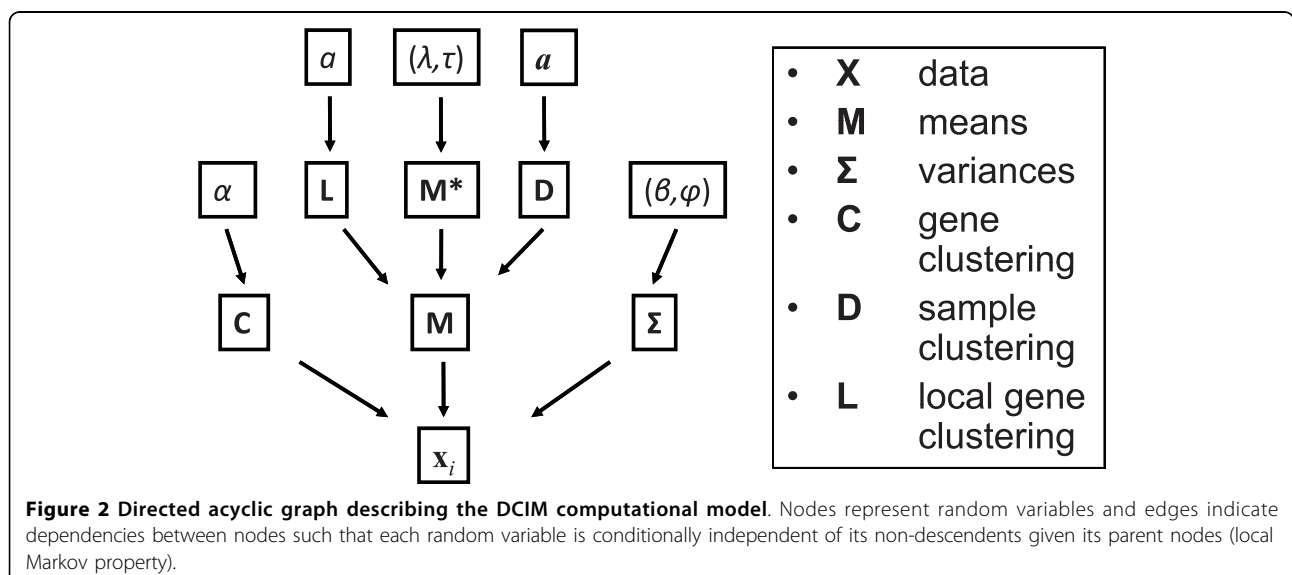 a (λ,τ) a
α L M* D (β,φ)
C M Σ
xᵢ
• X data
• M means
• Σ variances
• C gene
clustering
• D sample
clustering
• L local gene
clustering
Figure 2 Directed acyclic graph describing the DCIM computational model. Nodes represent random variables and edges indicate
dependencies between nodes such that each random variable is conditionally independent of its non-descendents given its parent nodes (local
Markov property).